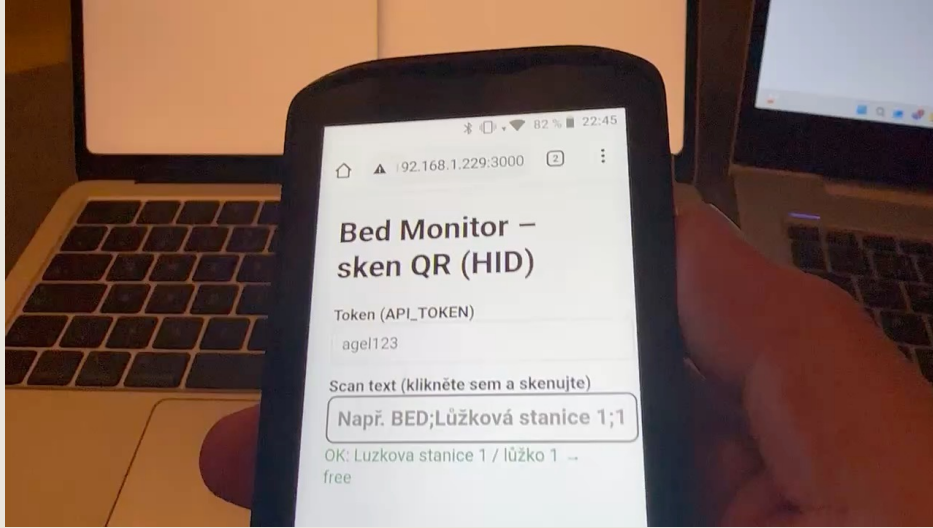 82 % 22:45
92.168.1.229:3000 2
Bed Monitor –
sken QR (HID)
Token (API_TOKEN)
agel123
Scan text (klikněte sem a skenujte)
Např. BED;Lůžková stanice 1;1
OK: Luzkova stanice 1 / lůžko 1 →
free